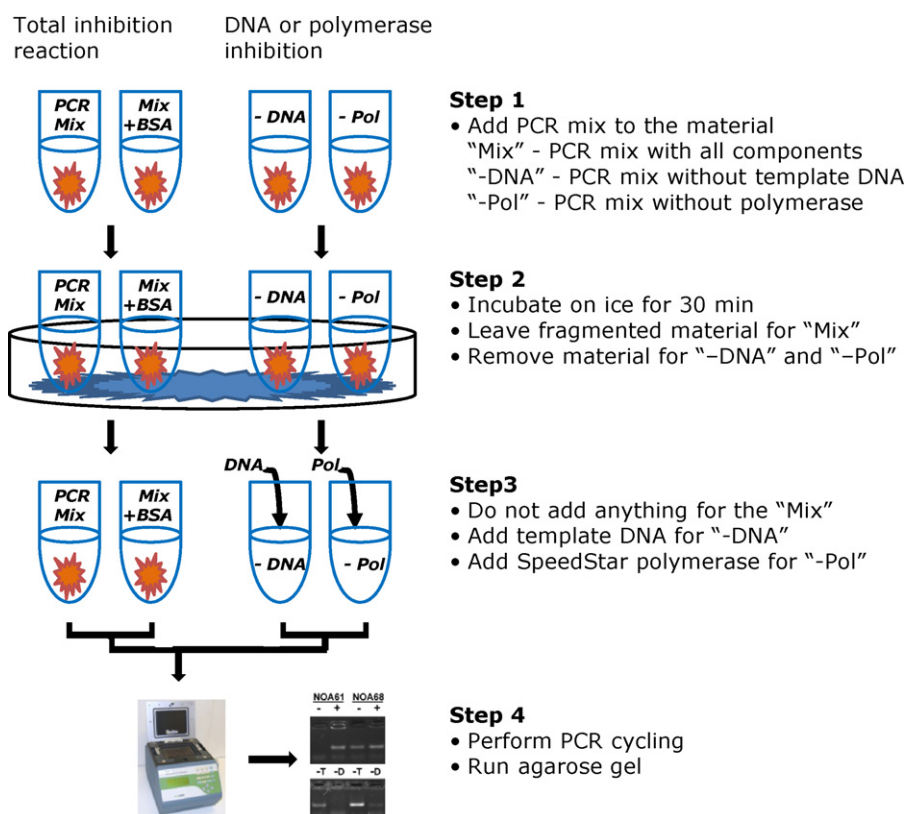 Total inhibition
reaction
DNA or polymerase
inhibition
PCR
Mix
Mix
+BSA
- DNA
- Pol
Step 1
• Add PCR mix to the material
“Mix” - PCR mix with all components
“-DNA” - PCR mix without template DNA
“-Pol” - PCR mix without polymerase
PCR
Mix
Mix
+BSA
- DNA
- Pol
Step 2
• Incubate on ice for 30 min
• Leave fragmented material for “Mix”
• Remove material for “–DNA” and “–Pol”
DNA
Pol
PCR
Mix
Mix
+BSA
- DNA
- Pol
Step3
• Do not add anything for the “Mix”
• Add template DNA for “-DNA”
• Add SpeedStar polymerase for “-Pol”
NOA61 NOA68
- + - +
-T -D -T -D
Step 4
• Perform PCR cycling
• Run agarose gel